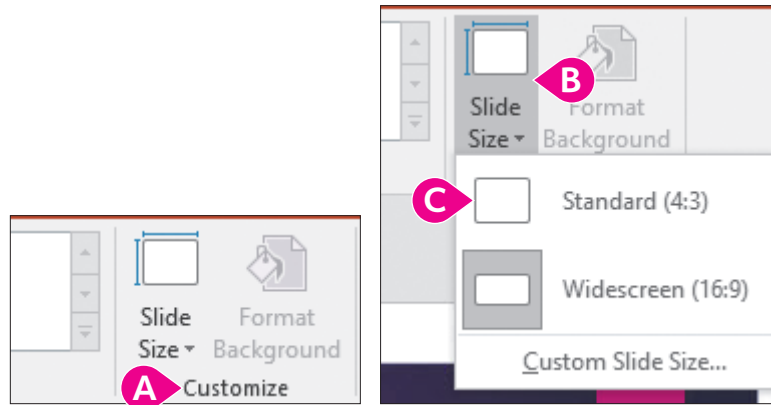 Slide
Size
Format
Background
A
Customize
B
Slide
Size
Format
Background
C
Standard (4:3)
Widescreen (16:9)
Custom Slide Size...